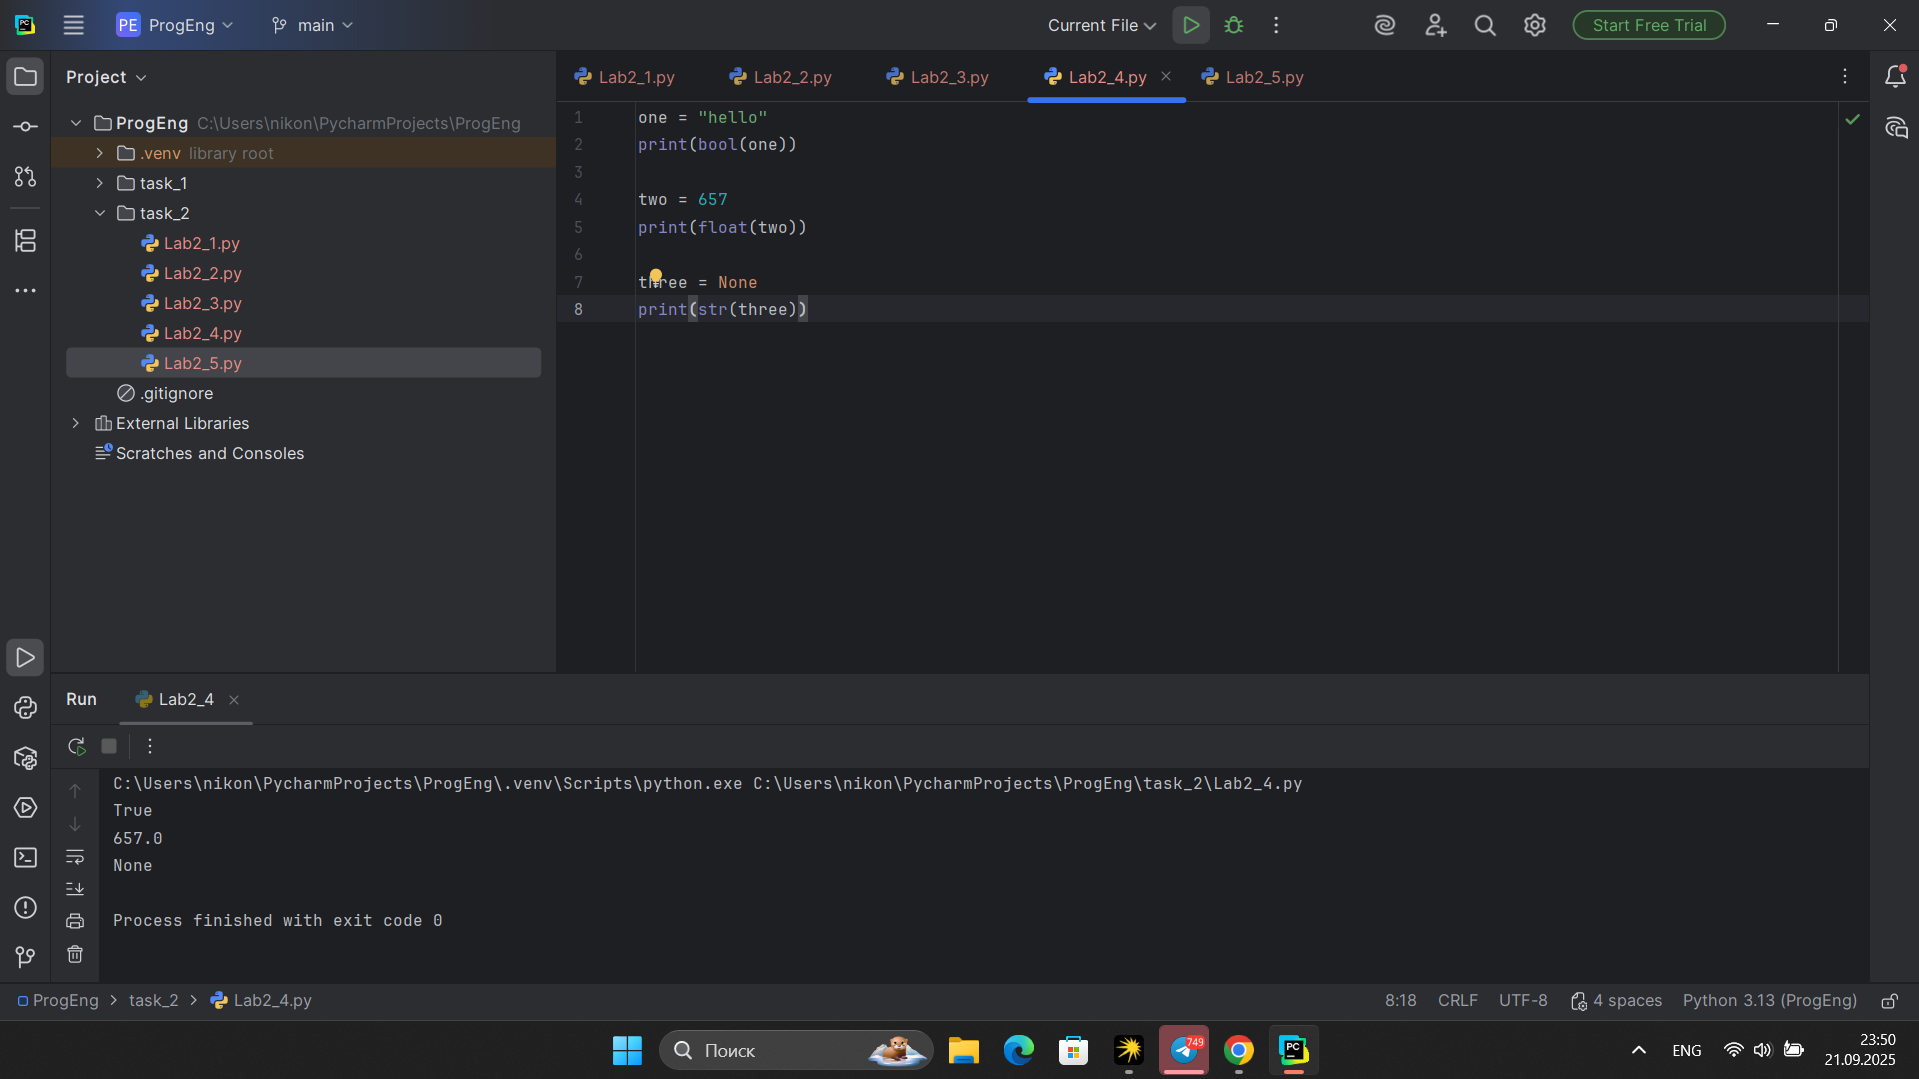 PE ProgEng main Current File Start Free Trial
Project
Lab2_1.py Lab2_2.py Lab2_3.py Lab2_4.py Lab2_5.py
ProgEng C:\Users\nikon\PycharmProjects\ProgEng
.venv library root
task_1
task_2
Lab2_1.py
Lab2_2.py
Lab2_3.py
Lab2_4.py
Lab2_5.py
.gitignore
External Libraries
Scratches and Consoles
1 one = "hello"
2 print(bool(one))
3
4 two = 657
5 print(float(two))
6
7 three = None
8 print(str(three))
Run Lab2_4
C:\Users\nikon\PycharmProjects\ProgEng\.venv\Scripts\python.exe C:\Users\nikon\PycharmProjects\ProgEng\task_2\Lab2_4.py
True
657.0
None
Process finished with exit code 0
ProgEng > task_2 > Lab2_4.py 8:18 CRLF UTF-8 4 spaces Python 3.13 (ProgEng)
Поиск 749 PC ENG 23:50
21.09.2025